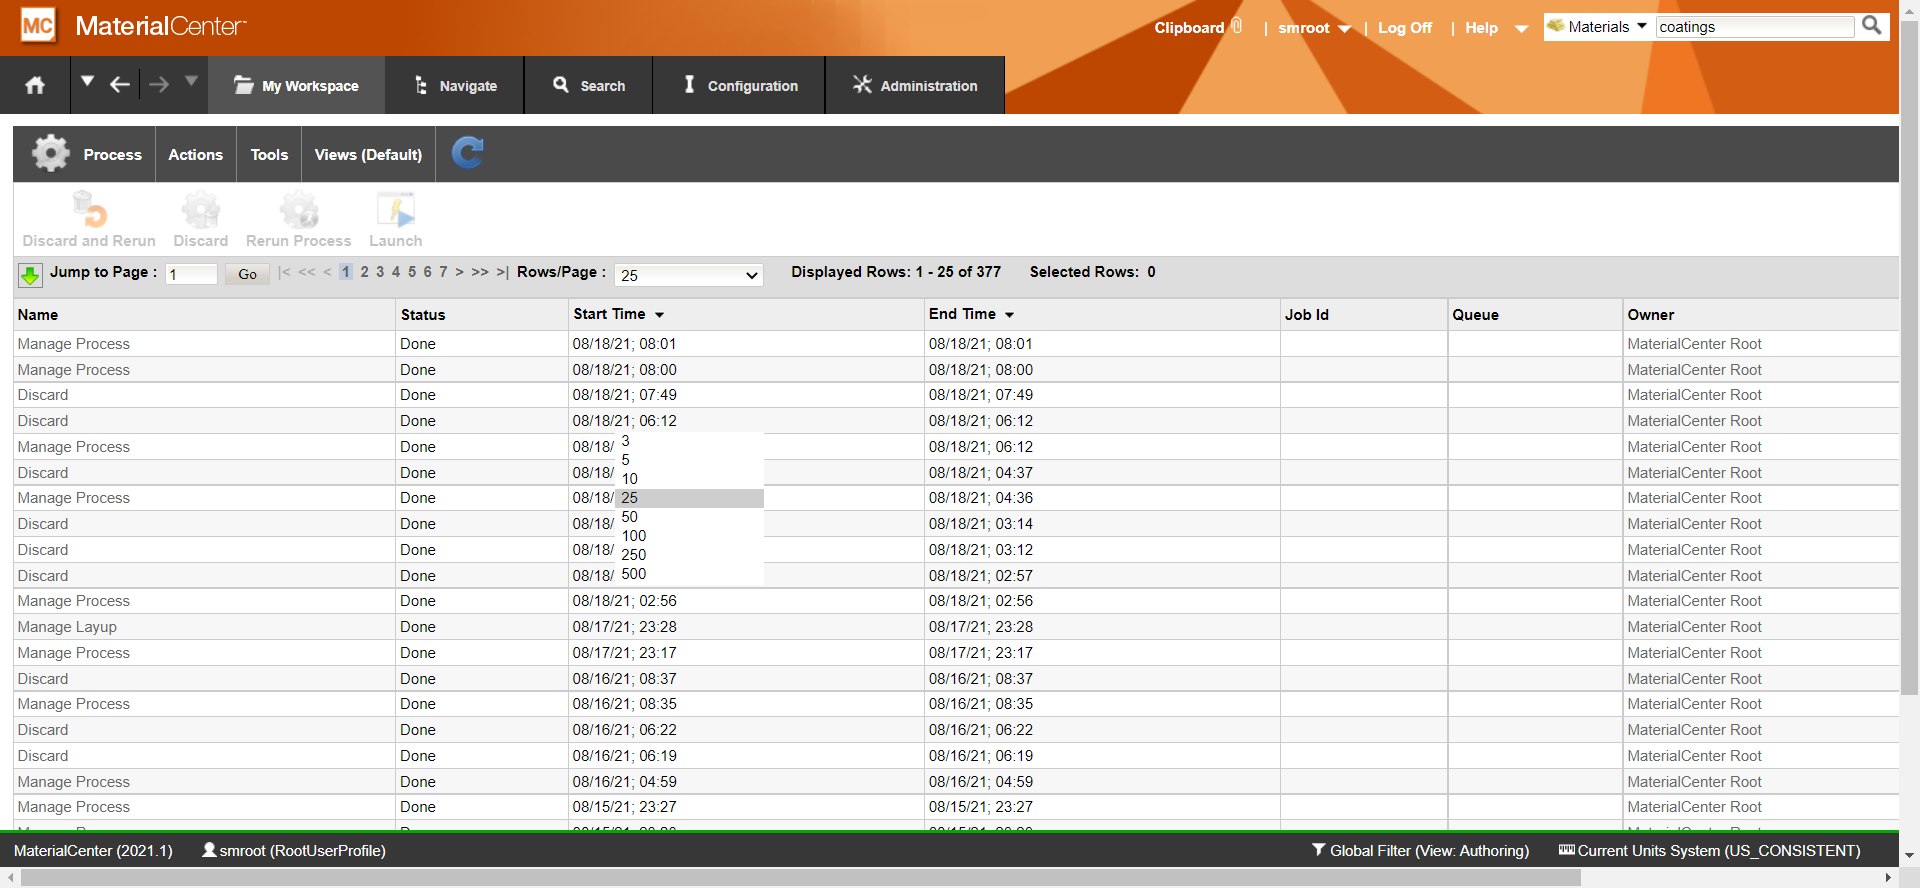 MC MaterialCenter
Clipboard | smroot | Log Off | Help Materials coatings
My Workspace Navigate Search Configuration Administration
Process Actions Tools Views (Default)
Discard and Rerun Discard Rerun Process Launch
Jump to Page : 1 Go |< << < 1 2 3 4 5 6 7 > >> >| Rows/Page : 25 Displayed Rows: 1 - 25 of 377 Selected Rows: 0
Name Status Start Time End Time Job Id Queue Owner
Manage Process Done 08/18/21; 08:01 08/18/21; 08:01 MaterialCenter Root
Manage Process Done 08/18/21; 08:00 08/18/21; 08:00 MaterialCenter Root
Discard Done 08/18/21; 07:49 08/18/21; 07:49 MaterialCenter Root
Discard Done 08/18/21; 06:12 08/18/21; 06:12 MaterialCenter Root
Manage Process Done 08/18/ 08/18/21; 06:12 MaterialCenter Root
Discard Done 08/18/ 08/18/21; 04:37 MaterialCenter Root
Manage Process Done 08/18/ 08/18/21; 04:36 MaterialCenter Root
Discard Done 08/18/ 08/18/21; 03:14 MaterialCenter Root
Discard Done 08/18/ 08/18/21; 03:12 MaterialCenter Root
Discard Done 08/18/ 08/18/21; 02:57 MaterialCenter Root
3
5
10
25
50
100
250
500
Manage Process Done 08/18/21; 02:56 08/18/21; 02:56 MaterialCenter Root
Manage Layup Done 08/17/21; 23:28 08/17/21; 23:28 MaterialCenter Root
Manage Process Done 08/17/21; 23:17 08/17/21; 23:17 MaterialCenter Root
Discard Done 08/16/21; 08:37 08/16/21; 08:37 MaterialCenter Root
Manage Process Done 08/16/21; 08:35 08/16/21; 08:35 MaterialCenter Root
Discard Done 08/16/21; 06:22 08/16/21; 06:22 MaterialCenter Root
Discard Done 08/16/21; 06:19 08/16/21; 06:19 MaterialCenter Root
Manage Process Done 08/16/21; 04:59 08/16/21; 04:59 MaterialCenter Root
Manage Process Done 08/15/21; 23:27 08/15/21; 23:27 MaterialCenter Root
MaterialCenter (2021.1) smroot (RootUserProfile) Global Filter (View: Authoring) Current Units System (US_CONSISTENT)